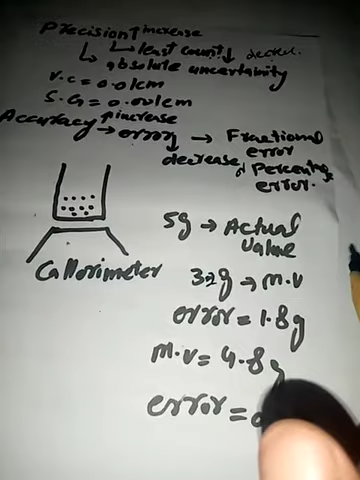 Precision↑ increase
↳ ↳ least count↓
absolute uncertainty
V.C = 0.01cm
S.G = 0.001cm
Accuracy↑ increase
→ error↓ → Fractional error
decrease, Percentage error.
5g → Actual Value
Callorimeter
3.2g → m.v
error = 1.8g
m.v = 4.8g
error = 0